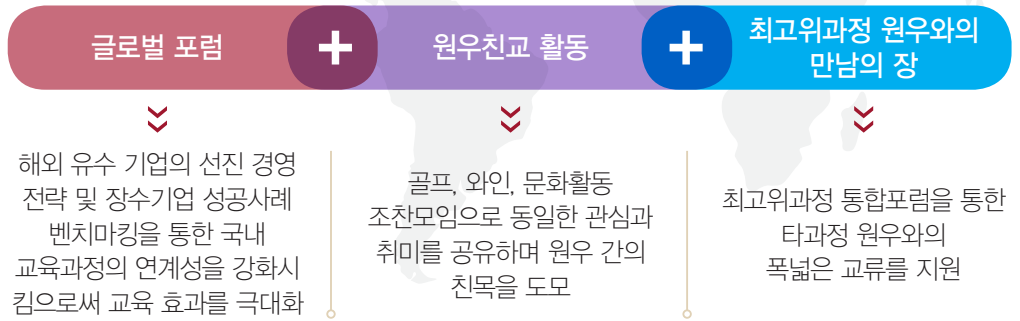 글로벌 포럼
+
원우친교 활동
+
최고위과정 원우와의
만남의 장
해외 유수 기업의 선진 경영
전략 및 장수기업 성공사례
벤치마킹을 통한 국내
교육과정의 연계성을 강화시
킴으로써 교육 효과를 극대화
골프, 와인, 문화활동
조찬모임으로 동일한 관심과
취미를 공유하며 원우 간의
친목을 도모
최고위과정 통합포럼을 통한
타과정 원우와의
폭넓은 교류를 지원